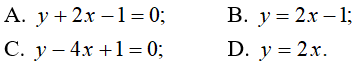 A. y + 2x − 1 = 0; B. y = 2x − 1;
C. y − 4x + 1 = 0; D. y = 2x.